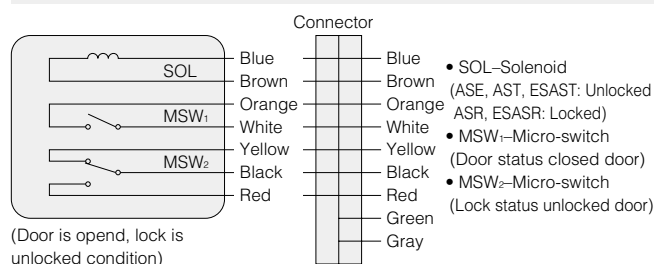 Connector
SOL
MSW1
MSW2
Blue
Brown
Orange
White
Yellow
Black
Red
Blue
Brown
Orange
White
Yellow
Black
Red
Green
Gray
• SOL–Solenoid
(ASE, AST, ESAST: Unlocked
ASR, ESASR: Locked)
• MSW1–Micro-switch
(Door status closed door)
• MSW2–Micro-switch
(Lock status unlocked door)
(Door is opend, lock is
unlocked condition)